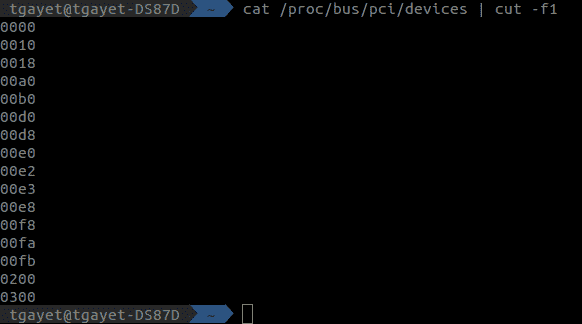 tgayet@tgayet-DS87D ~ cat /proc/bus/pci/devices | cut -f1
0000
0010
0018
00a0
00b0
00d0
00d8
00e0
00e2
00e3
00e8
00f8
00fa
00fb
0200
0300
tgayet@tgayet-DS87D ~